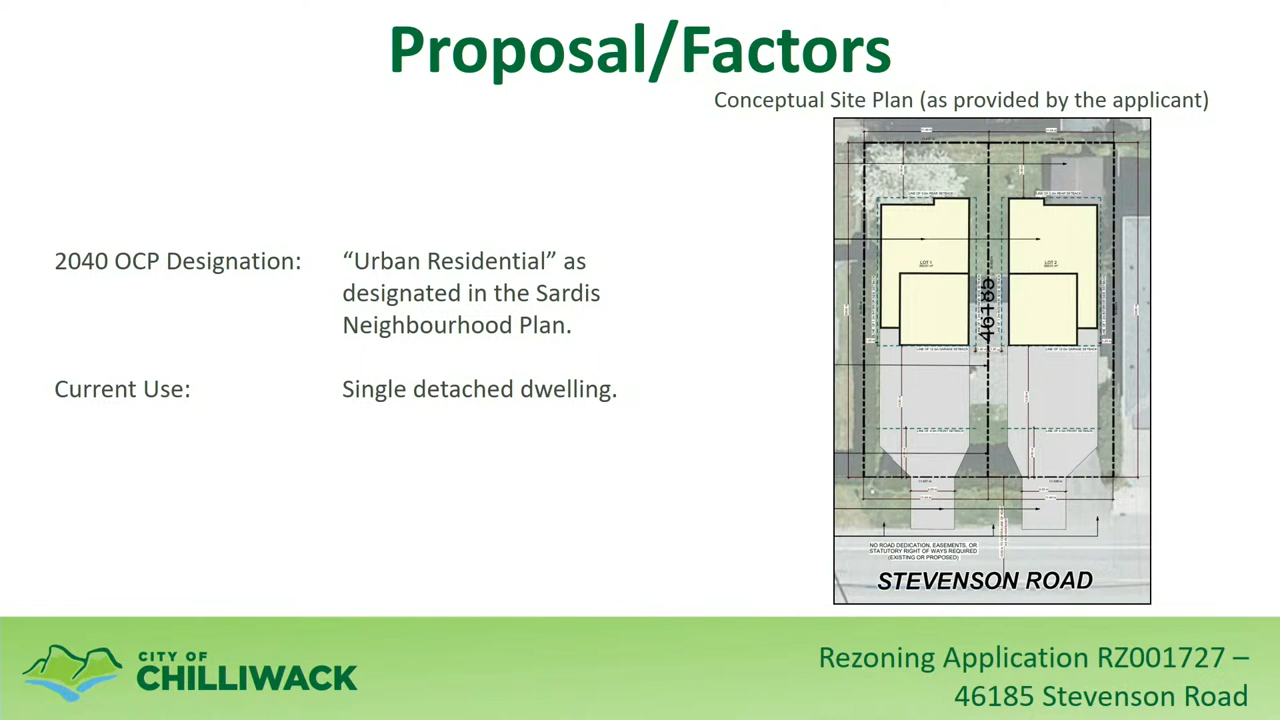 Proposal/Factors
Conceptual Site Plan (as provided by the applicant)
2040 OCP Designation:
“Urban Residential” as
designated in the Sardis
Neighbourhood Plan.
Current Use:
Single detached dwelling.
LOT 1
LOT 2
46185
NO ROAD DEDICATION, EASEMENTS, OR
STATUTORY RIGHT OF WAYS REQUIRED
(EXISTING OR PROPOSED)
STEVENSON ROAD
CITY OF
CHILLIWACK
Rezoning Application RZ001727 –
46185 Stevenson Road